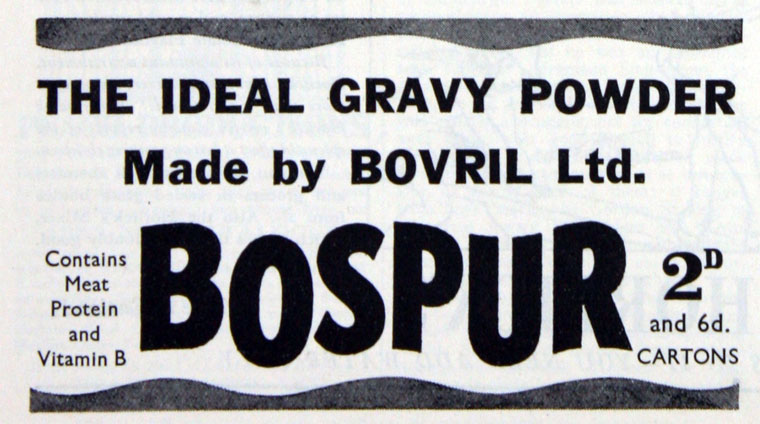 THE IDEAL GRAVY POWDER
Made by BOVRIL Ltd.
Contains
Meat
Protein
and
Vitamin B
BOSPUR
2D
and 6d.
CARTONS